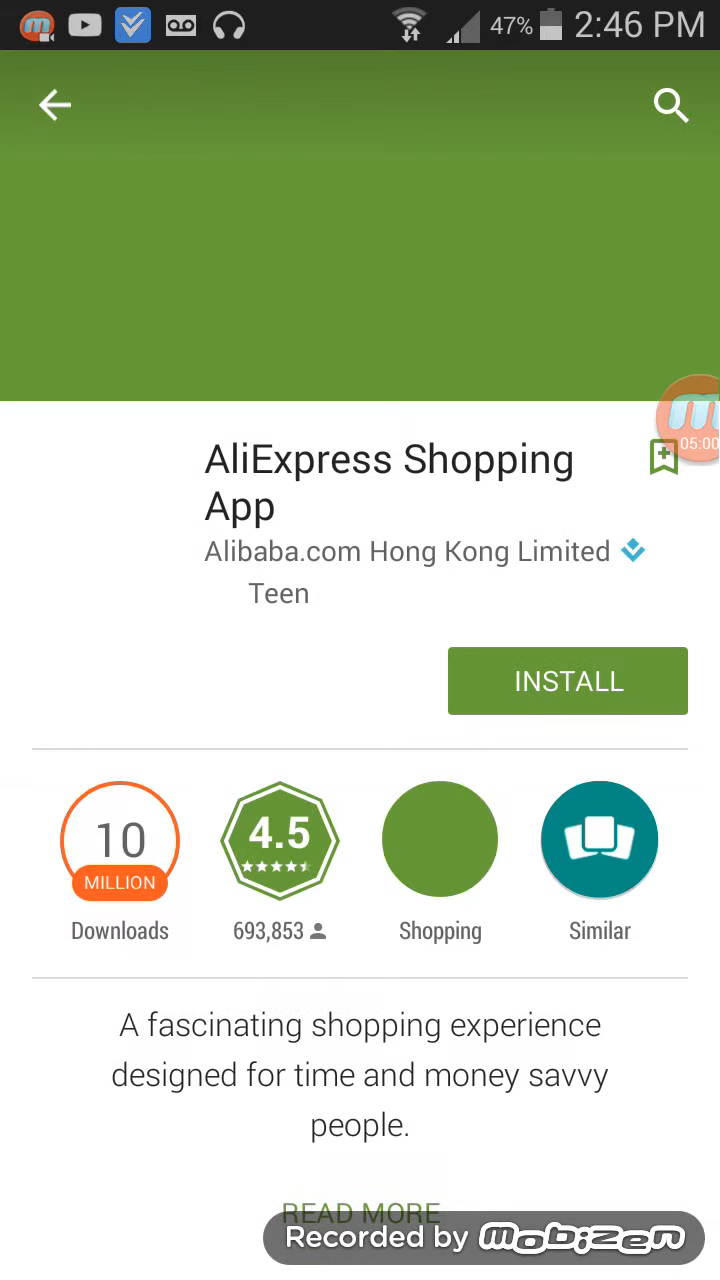 47% 2:46 PM
05:00
AliExpress Shopping
App
Alibaba.com Hong Kong Limited
Teen
INSTALL
10
MILLION
4.5
Downloads
693,853
Shopping
Similar
A fascinating shopping experience
designed for time and money savvy
people.
READ MORE
Recorded by mobizen